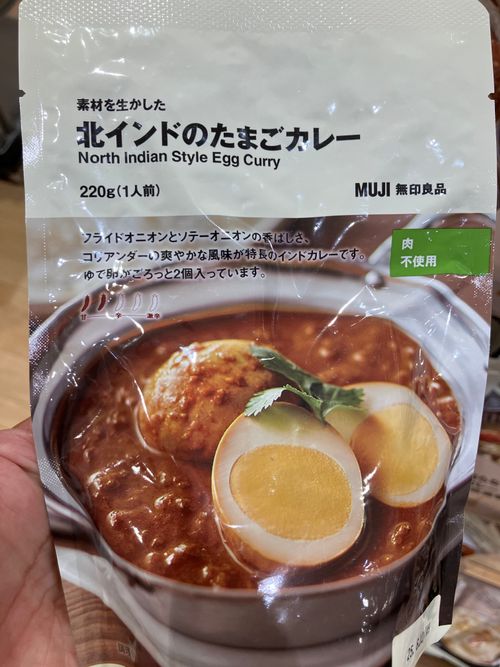 素材を生かした
北インドのたまごカレー
North Indian Style Egg Curry
220g(1人前)
MUJI 無印良品
フライドオニオンとソテーオニオンの香ばしさ、
コリアンダーの爽やかな風味が特長のインドカレーです。
ゆで卵がごろっと2個入っています。
肉
不使用
甘 辛 激辛